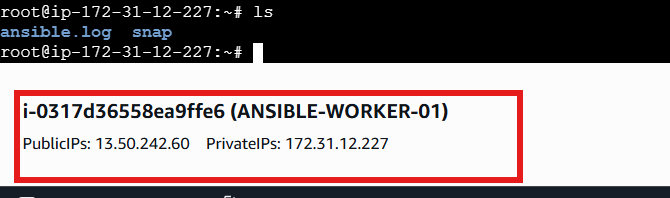 root@ip-172-31-12-227:~# ls
ansible.log  snap
root@ip-172-31-12-227:~#
i-0317d36558ea9ffe6 (ANSIBLE-WORKER-01)
PublicIPs: 13.50.242.60    PrivateIPs: 172.31.12.227